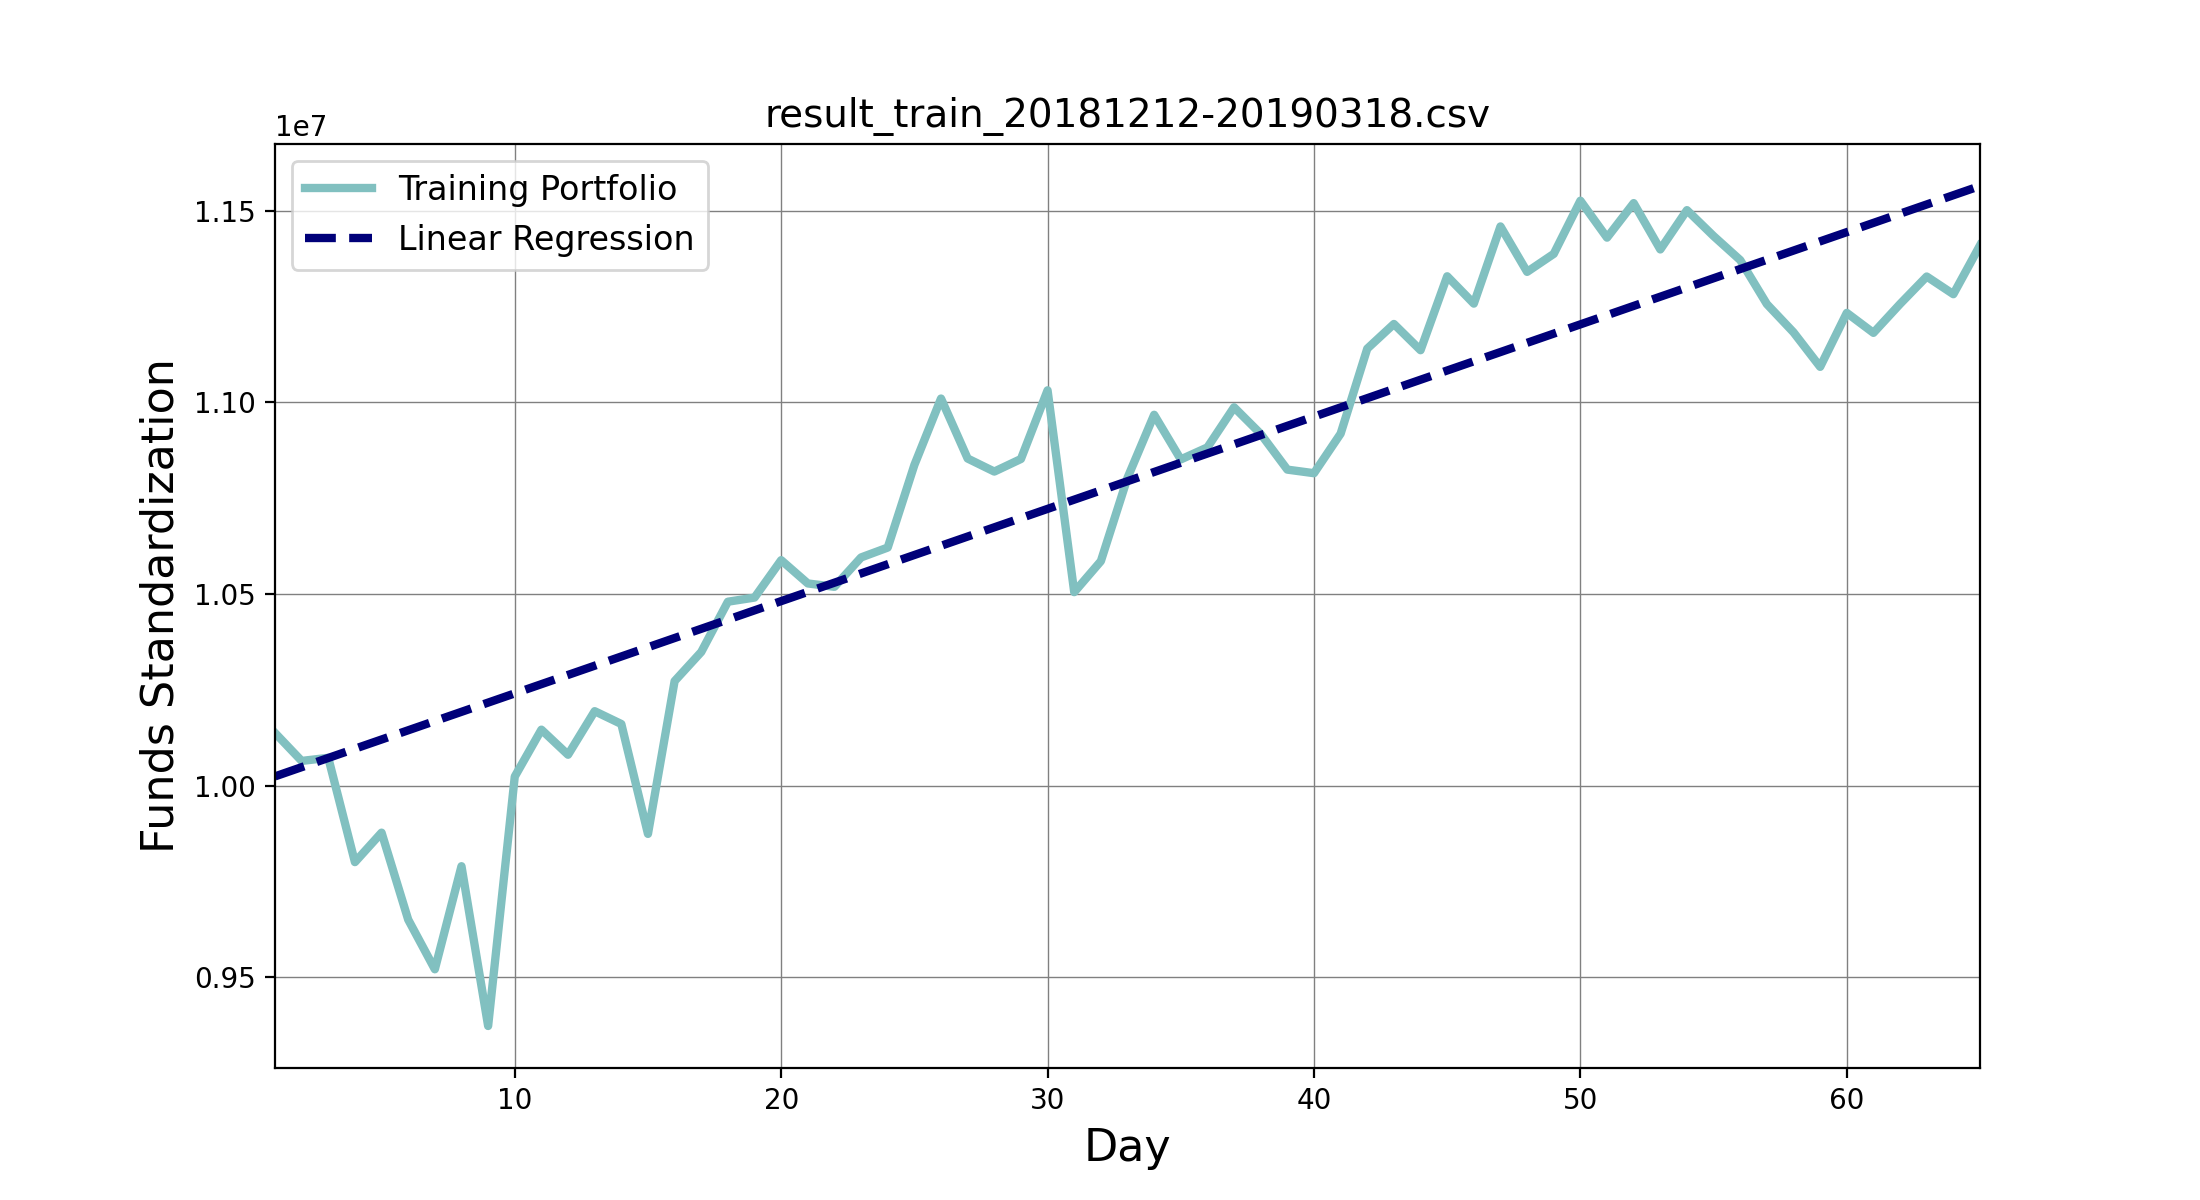 result_train_20181212-20190318.csv
1e7
Training Portfolio
Linear Regression
1.15
1.10
1.05
1.00
0.95
Funds Standardization
10 20 30 40 50 60
Day